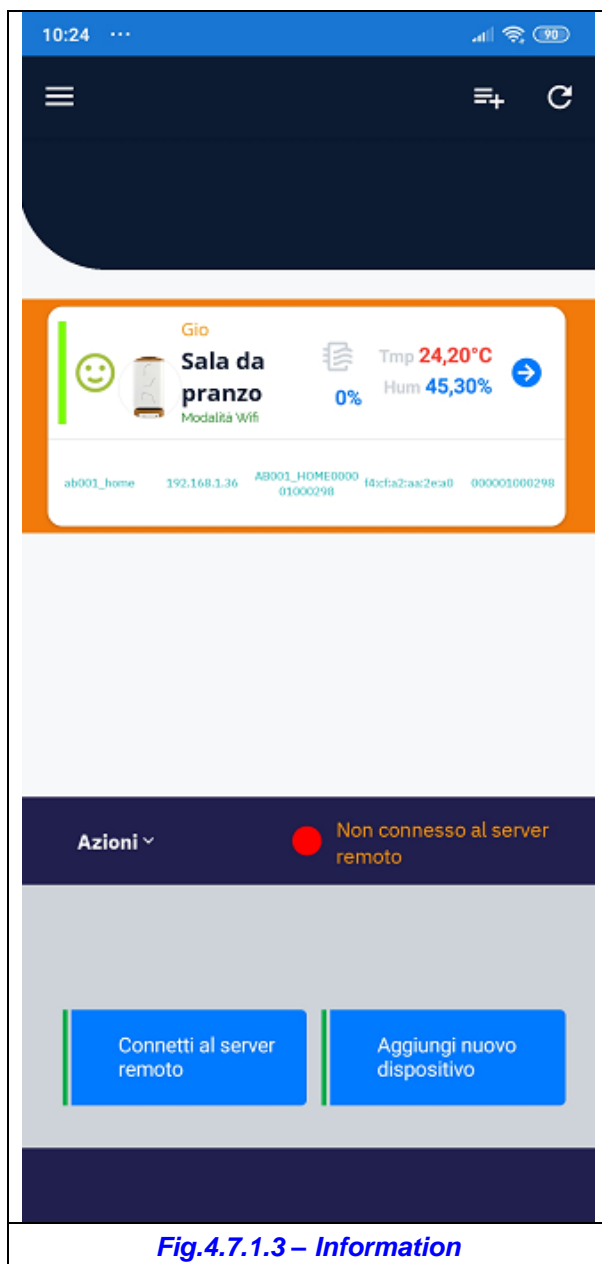 10:24 ...
90
Gio
Sala da
pranzo
Modalità Wifi
0%
Tmp 24,20°C
Hum 45,30%
ab001_home
192.168.1.36
AB001_HOME0000
01000298
f4:cf:a2:aa:2e:a0
000001000298
Azioni
Non connesso al server
remoto
Connetti al server
remoto
Aggiungi nuovo
dispositivo
Fig.4.7.1.3 – Information